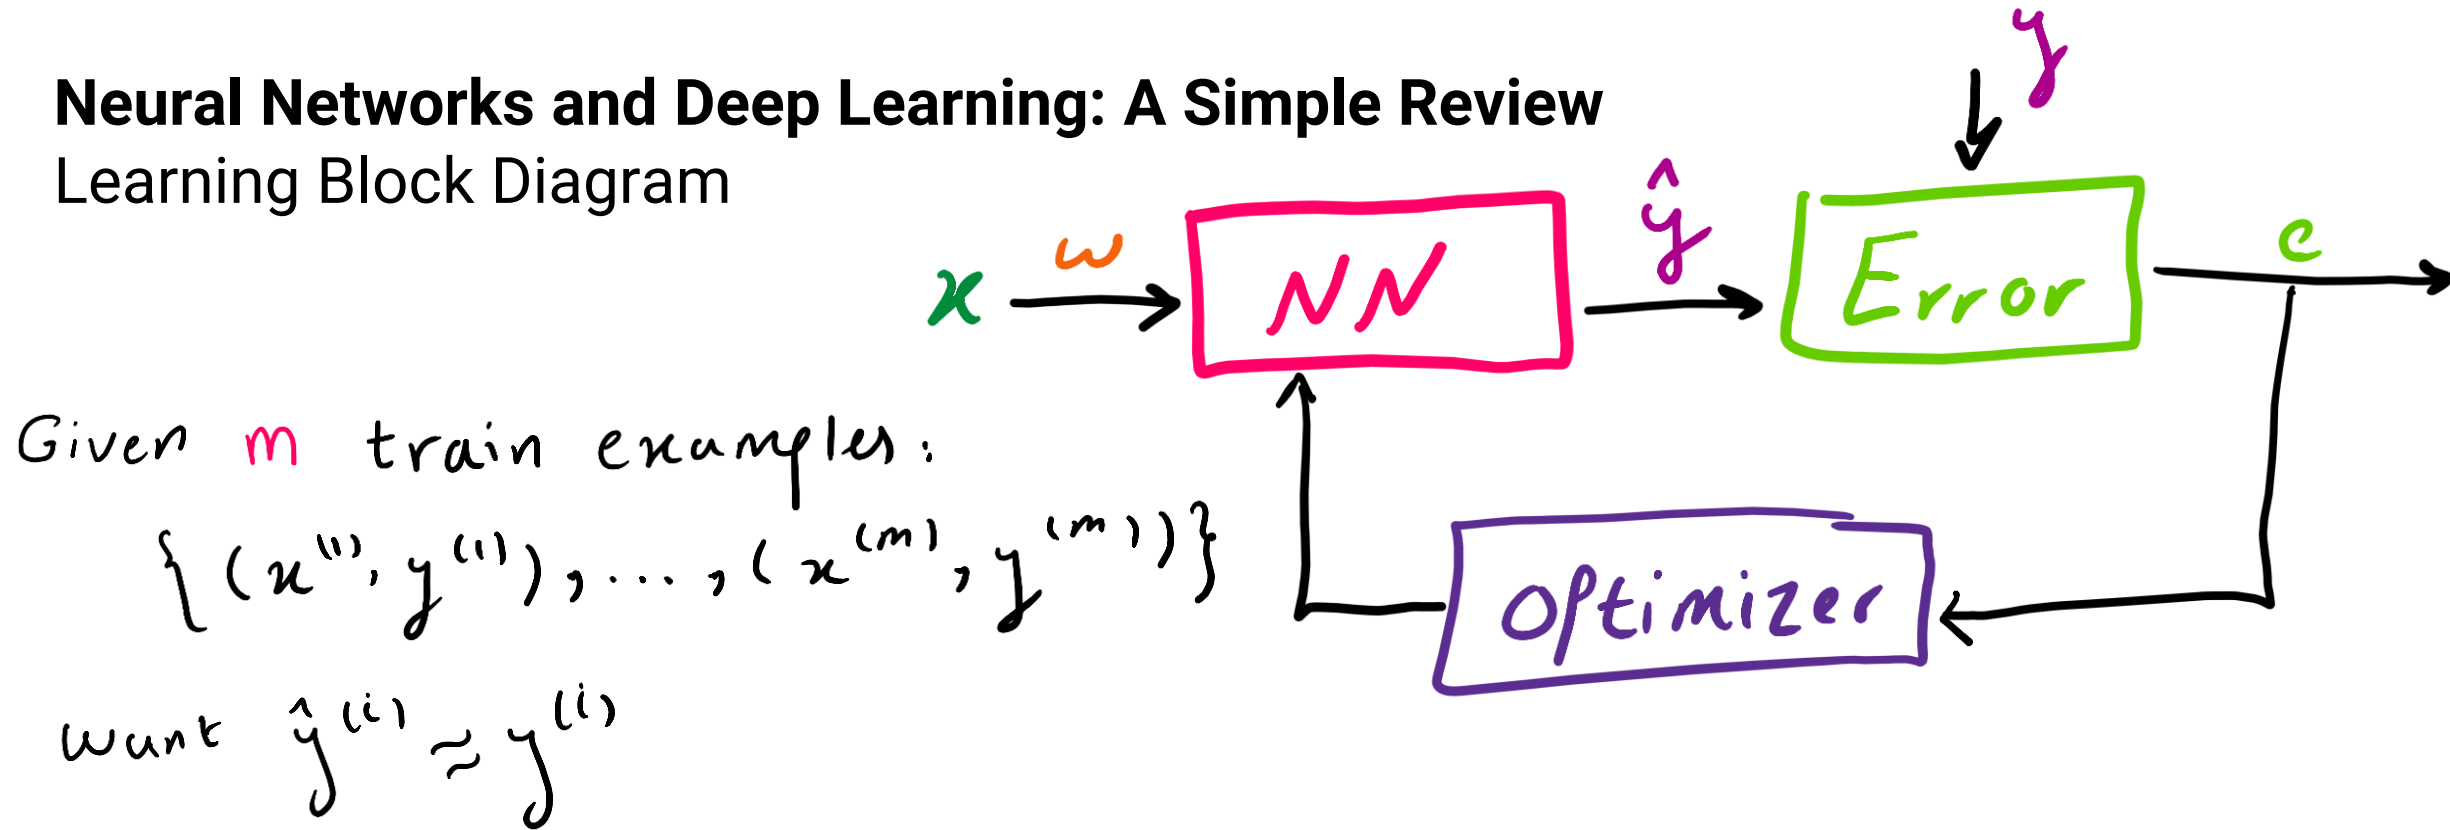 Neural Networks and Deep Learning: A Simple Review
Learning Block Diagram
y
x
w
NN
ŷ
Error
e
Optimizer
Given m train examples:
{(x⁽¹⁾, y⁽¹⁾), ..., (x⁽ᵐ⁾, y⁽ᵐ⁾)}
want ŷ⁽ⁱ⁾ ≈ y⁽ⁱ⁾